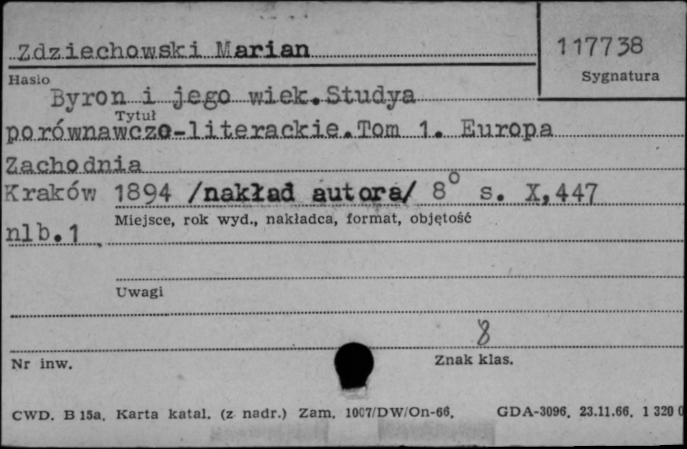 Zdziechowski Marian
117738
Hasło
Sygnatura
Byron i jego wiek.Studya
Tytuł
porównawczo-literackie.Tom 1. Europa
Zachodnia
Kraków 1894 /nakład autora/ 8° s. X,447
Miejsce, rok wyd., nakładca, format, objętość
nlb.1
Uwagi
8
Nr inw.
Znak klas.
CWD. B 15a. Karta katal. (z nadr.) Zam. 1007/DW/On-66. GDA-3096. 23.11.66. 1 320 0